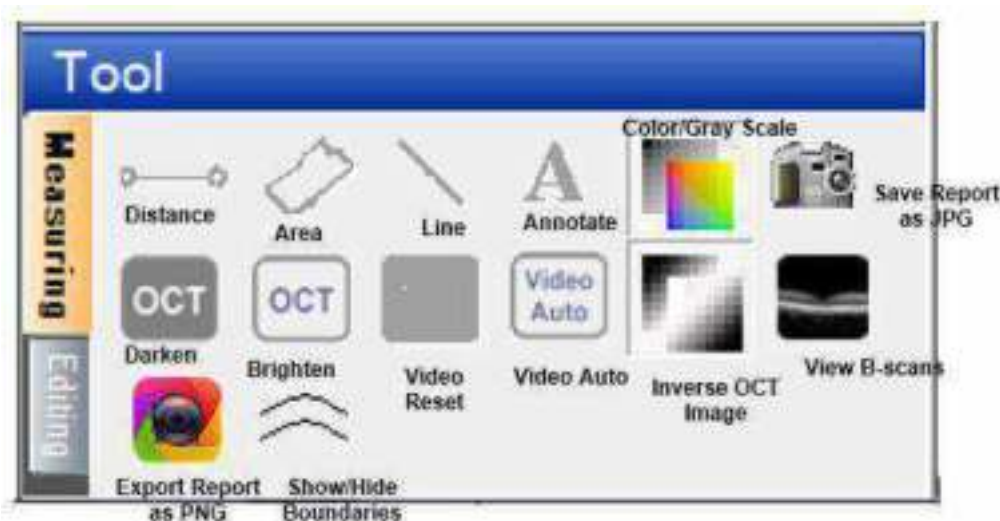 Tool
Measuring
Editing
Color/Gray Scale
Distance
Area
Line
Annotate
Save Report
as JPG
OCT
OCT
Video
Auto
Darken
Brighten
Video
Reset
Video Auto
Inverse OCT
Image
View B-scans
Export Report
as PNG
Show/Hide
Boundaries